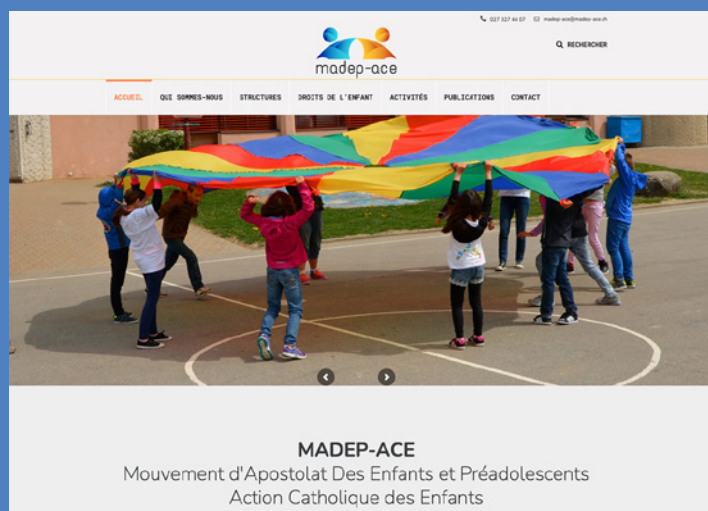 027 327 44 07 madep-ace@madep-ace.ch
RECHERCHER
madep-ace
ACCUEIL QUI SOMMES-NOUS STRUCTURES DROITS DE L'ENFANT ACTIVITÉS PUBLICATIONS CONTACT
MADEP-ACE
Mouvement d'Apostolat Des Enfants et Préadolescents
Action Catholique des Enfants